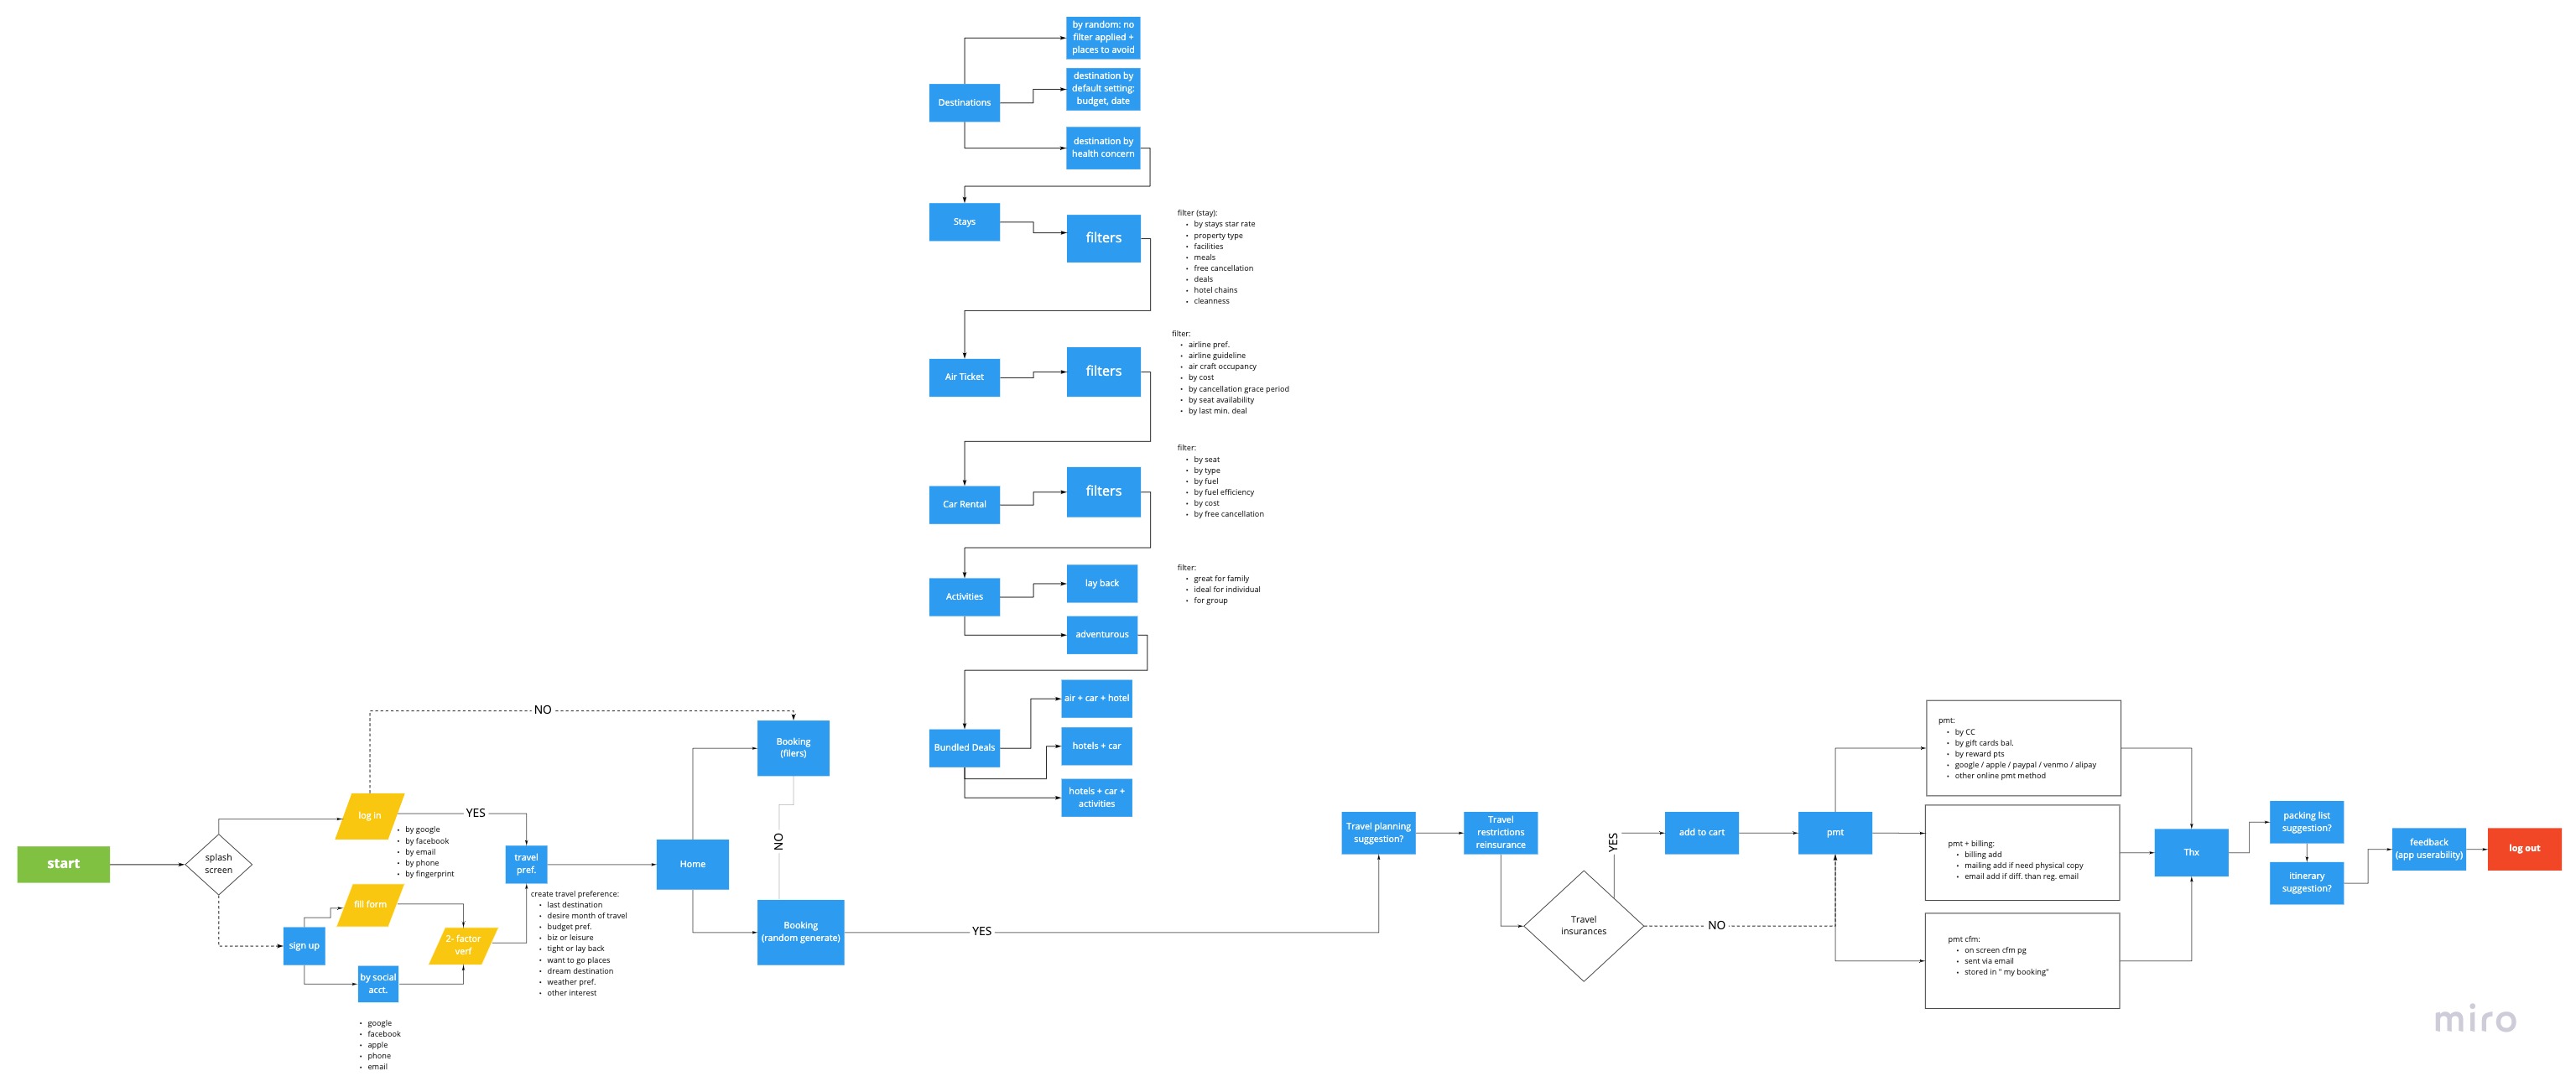 by random: no
filter applied +
places to avoid
destination by
default setting:
budget, date
Destinations
destination by
health concern
Stays
filters
filter (stay):
by stays star rate
property type
facilities
meals
free cancellation
deals
hotel chains
cleanness
Air Ticket
filters
filter:
airline pref.
airline guideline
air craft occupancy
by cost
by cancellation grace period
by seat availability
by last min. deal
Car Rental
filters
filter:
by seat
by type
by fuel
by fuel efficiency
by cost
by free cancellation
Activities
lay back
adventurous
filter:
great for family
ideal for individual
for group
Bundled Deals
air + car + hotel
hotels + car
hotels + car +
activities
start
splash
screen
log in
NO
YES
by google
by facebook
by email
by phone
by fingerprint
sign up
fill form
by social
acct.
google
facebook
apple
phone
email
2- factor
verf
travel
pref.
create travel preference:
last destination
desire month of travel
budget pref.
biz or leisure
tight or lay back
want to go places
dream destination
weather pref.
other interest
Home
Booking
(filers)
NO
Booking
(random generate)
YES
Travel planning
suggestion?
Travel
restrictions
reinsurance
Travel
insurances
YES
NO
add to cart
pmt
pmt:
by CC
by gift cards bal.
by reward pts
google / apple / paypal / venmo / alipay
other online pmt method
pmt + billing:
billing add
mailing add if need physical copy
email add if diff. than reg. email
pmt cfm:
on screen cfm pg
sent via email
stored in " my booking"
Thx
packing list
suggestion?
itinerary
suggestion?
feedback
(app userability)
log out
miro